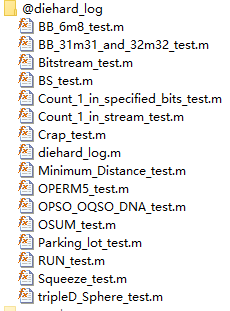 @diehard_log
BB_6m8_test.m
BB_31m31_and_32m32_test.m
Bitstream_test.m
BS_test.m
Count_1_in_specified_bits_test.m
Count_1_in_stream_test.m
Crap_test.m
diehard_log.m
Minimum_Distance_test.m
OPERM5_test.m
OPSO_OQSO_DNA_test.m
OSUM_test.m
Parking_lot_test.m
RUN_test.m
Squeeze_test.m
tripleD_Sphere_test.m